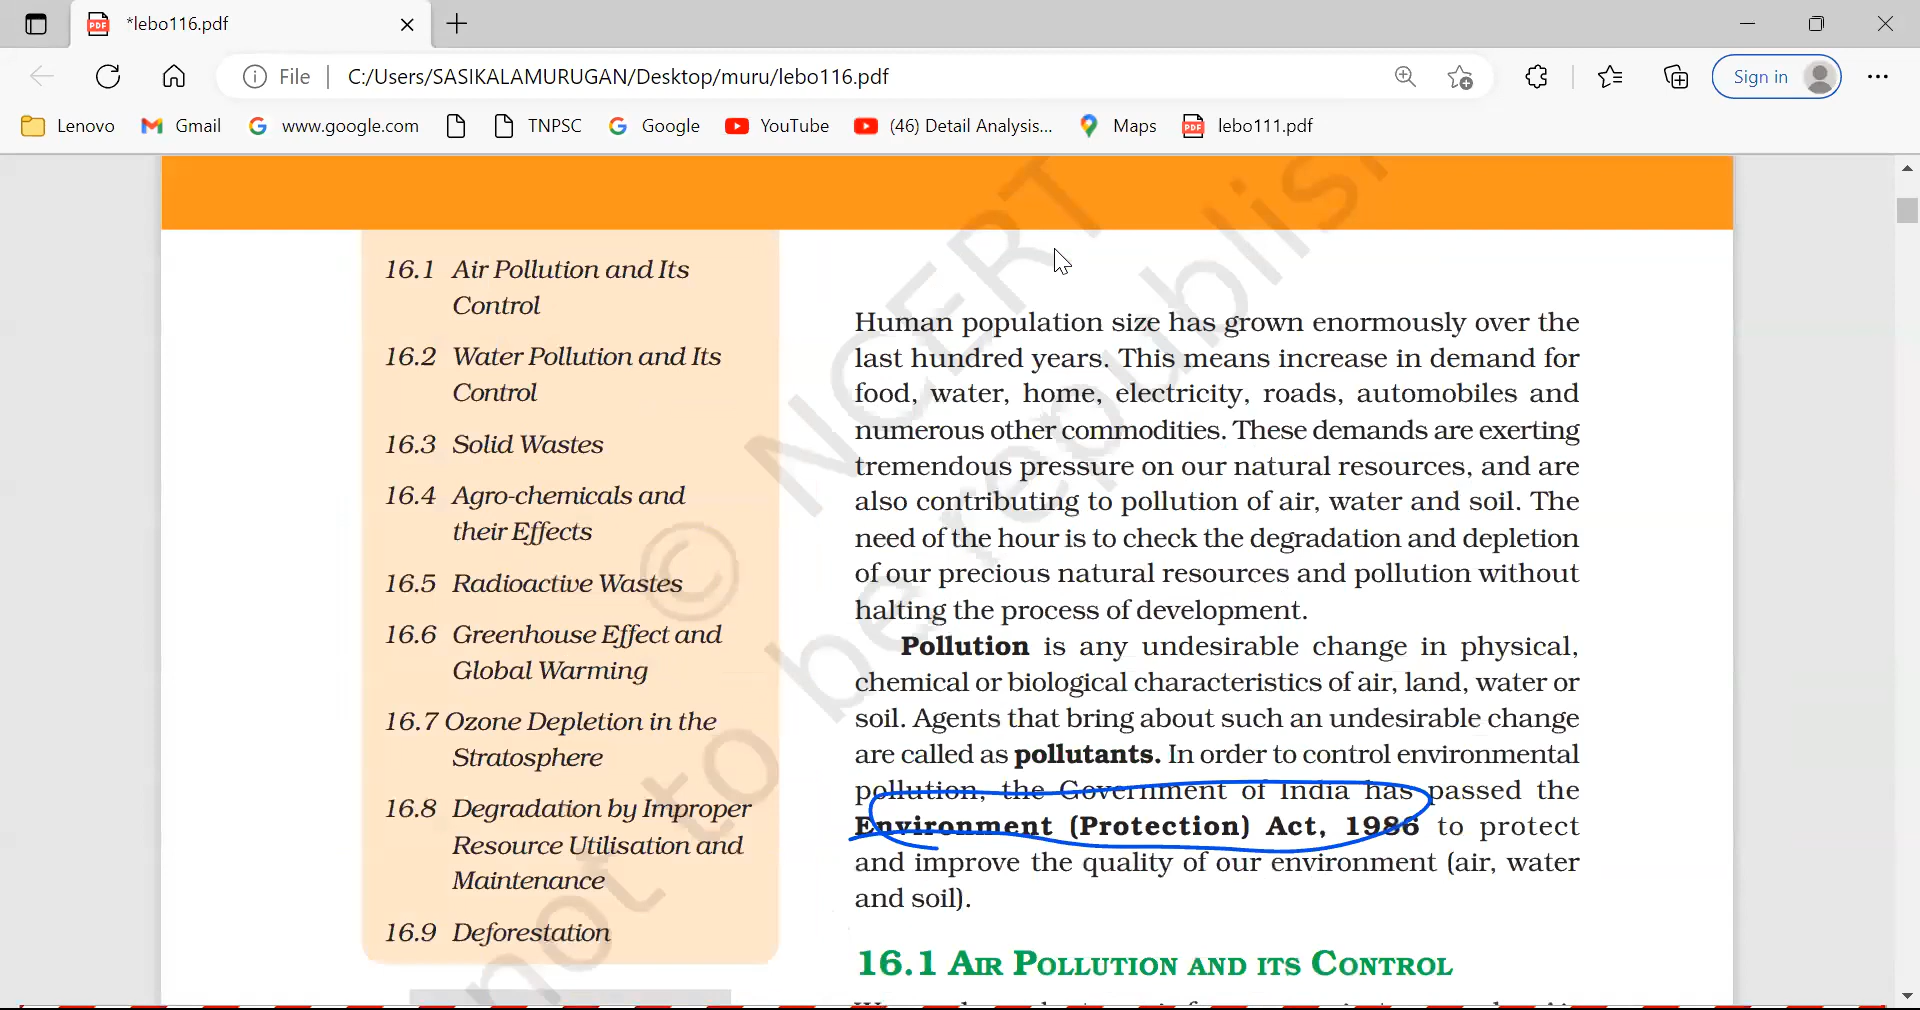 *lebo116.pdf
File
C:/Users/SASIKALAMURUGAN/Desktop/muru/lebo116.pdf
Sign in
Lenovo
Gmail
www.google.com
TNPSC
Google
YouTube
(46) Detail Analysis...
Maps
lebo111.pdf
16.1 Air Pollution and Its
Control
16.2 Water Pollution and Its
Control
16.3 Solid Wastes
16.4 Agro-chemicals and
their Effects
16.5 Radioactive Wastes
16.6 Greenhouse Effect and
Global Warming
16.7 Ozone Depletion in the
Stratosphere
16.8 Degradation by Improper
Resource Utilisation and
Maintenance
16.9 Deforestation
Human population size has grown enormously over the
last hundred years. This means increase in demand for
food, water, home, electricity, roads, automobiles and
numerous other commodities. These demands are exerting
tremendous pressure on our natural resources, and are
also contributing to pollution of air, water and soil. The
need of the hour is to check the degradation and depletion
of our precious natural resources and pollution without
halting the process of development.
Pollution is any undesirable change in physical,
chemical or biological characteristics of air, land, water or
soil. Agents that bring about such an undesirable change
are called as pollutants. In order to control environmental
pollution, the Government of India has passed the
Environment (Protection) Act, 1986 to protect
and improve the quality of our environment (air, water
and soil).
16.1 AIR POLLUTION AND ITS CONTROL
© NCERT
not to be republis